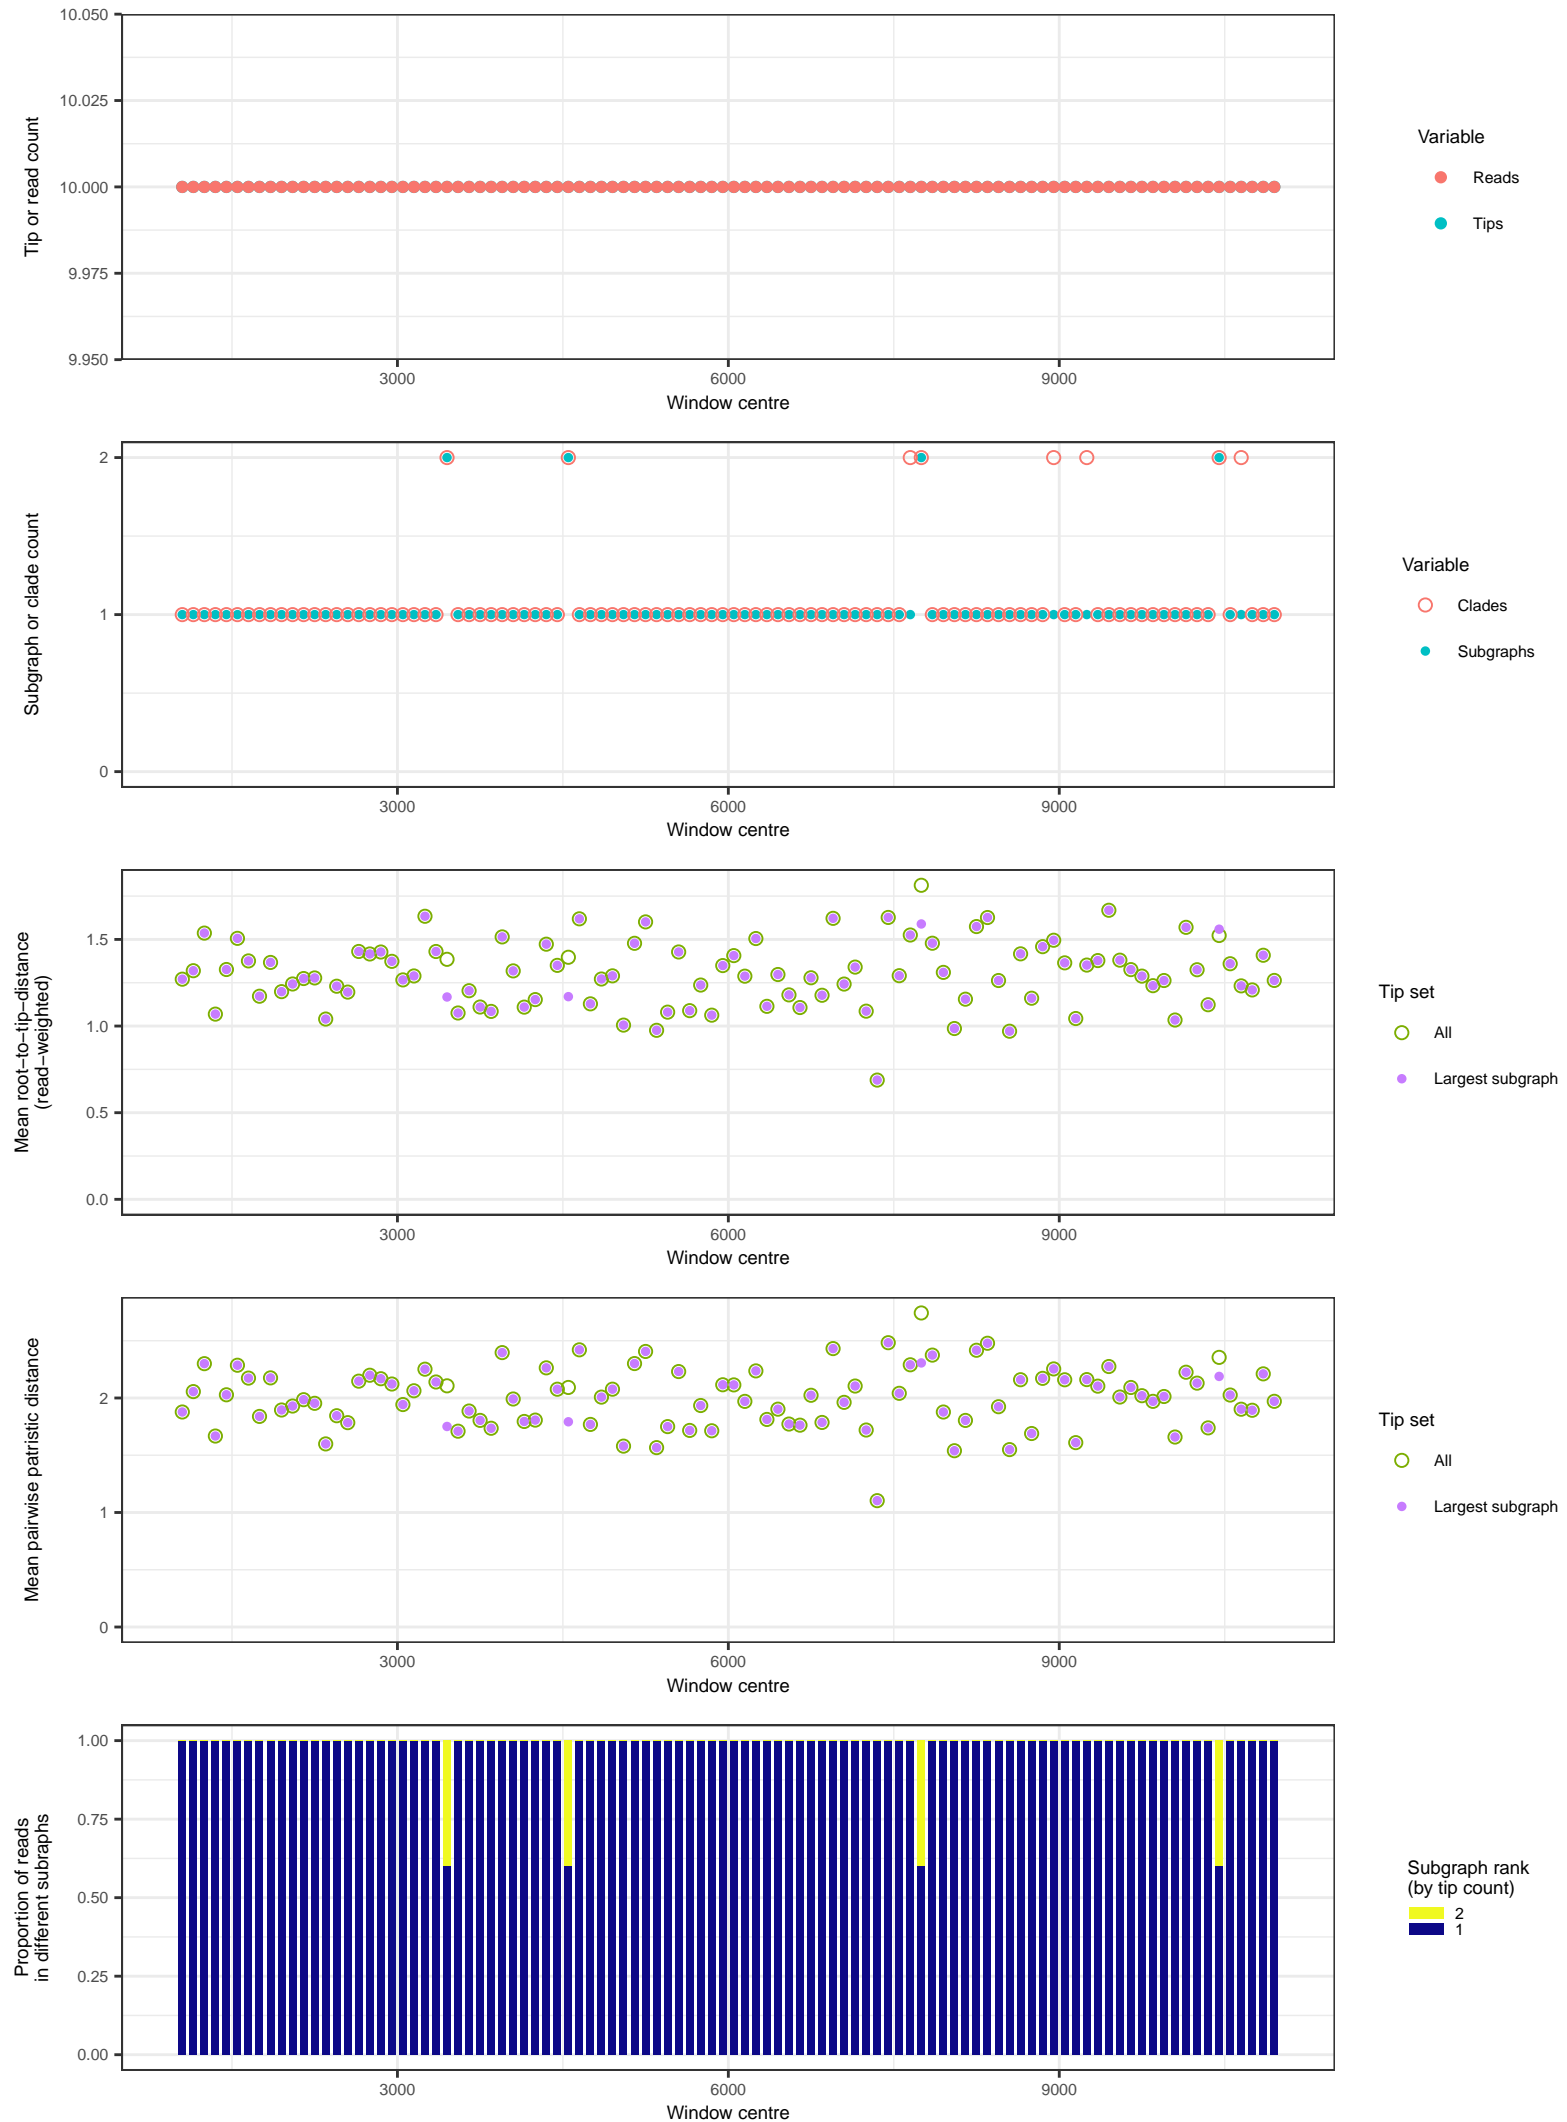 10.050
10.025
10.000
9.975
9.950
Tip or read count
3000
6000
9000
Window centre
Variable
Reads
Tips
2
1
0
Subgraph or clade count
3000
6000
9000
Window centre
Variable
Clades
Subgraphs
1.5
1.0
0.5
0.0
Mean root−to−tip−distance
(read−weighted)
3000
6000
9000
Window centre
Tip set
All
Largest subgraph
2
1
0
Mean pairwise patristic distance
3000
6000
9000
Window centre
Tip set
All
Largest subgraph
1.00
0.75
0.50
0.25
0.00
Proportion of reads
in different subraphs
3000
6000
9000
Window centre
Subgraph rank
(by tip count)
2
1